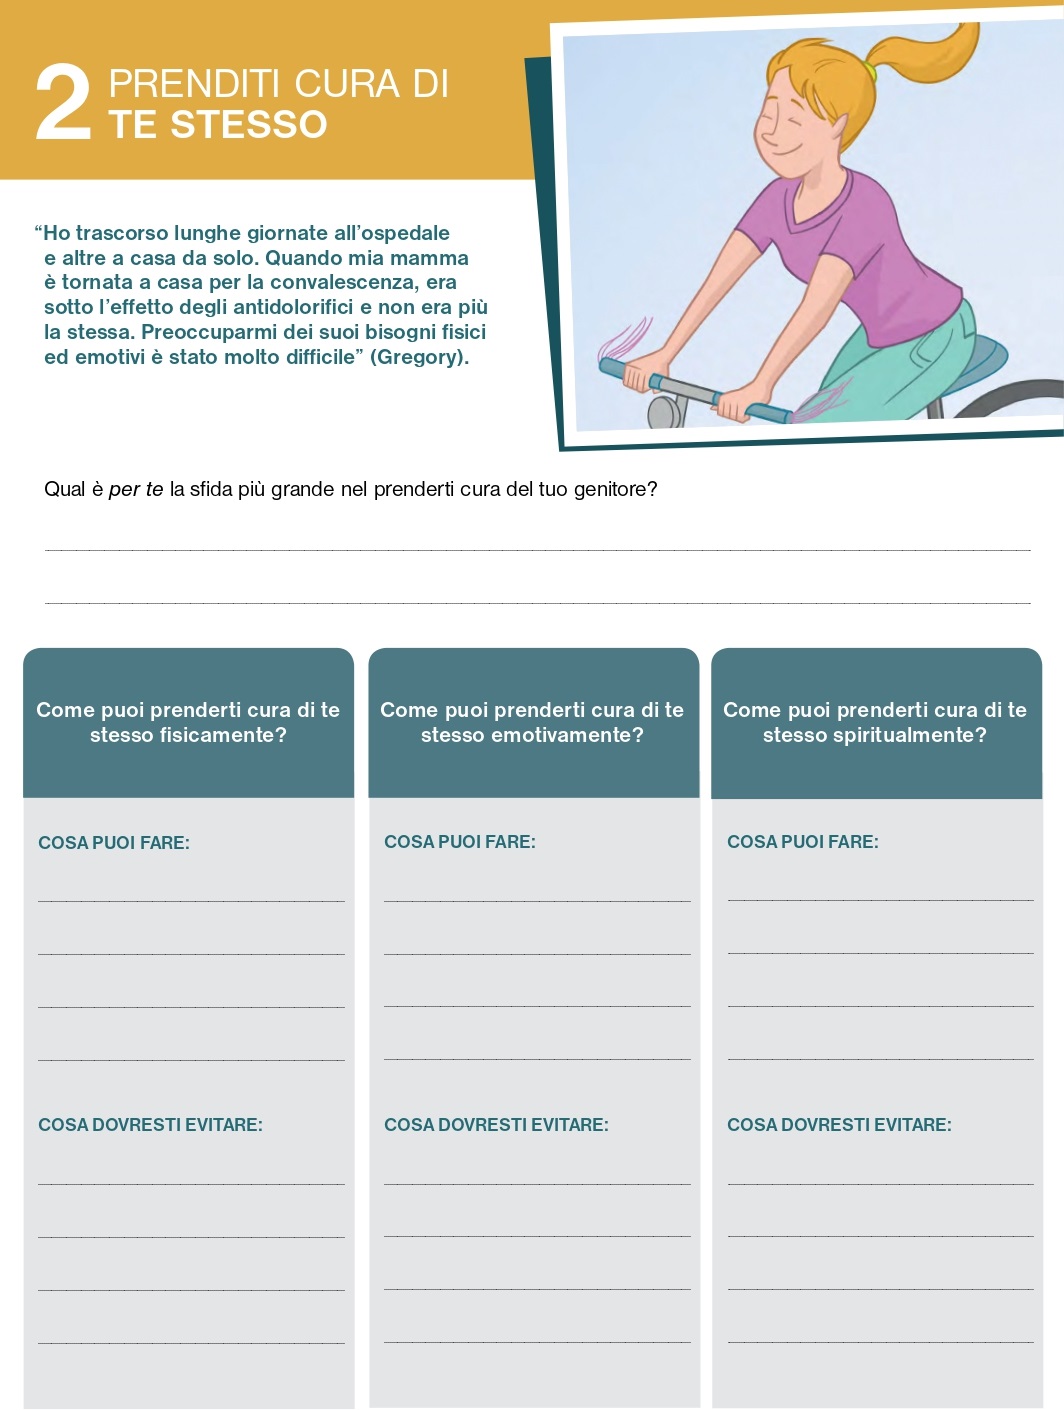 2 PRENDITI CURA DI
TE STESSO
“Ho trascorso lunghe giornate all’ospedale
e altre a casa da solo. Quando mia mamma
è tornata a casa per la convalescenza, era
sotto l’effetto degli antidolorifici e non era più
la stessa. Preoccuparmi dei suoi bisogni fisici
ed emotivi è stato molto difficile” (Gregory).
Qual è per te la sfida più grande nel prenderti cura del tuo genitore?
Come puoi prenderti cura di te
stesso fisicamente?
COSA PUOI FARE:
COSA DOVRESTI EVITARE:
Come puoi prenderti cura di te
stesso emotivamente?
COSA PUOI FARE:
COSA DOVRESTI EVITARE:
Come puoi prenderti cura di te
stesso spiritualmente?
COSA PUOI FARE:
COSA DOVRESTI EVITARE: